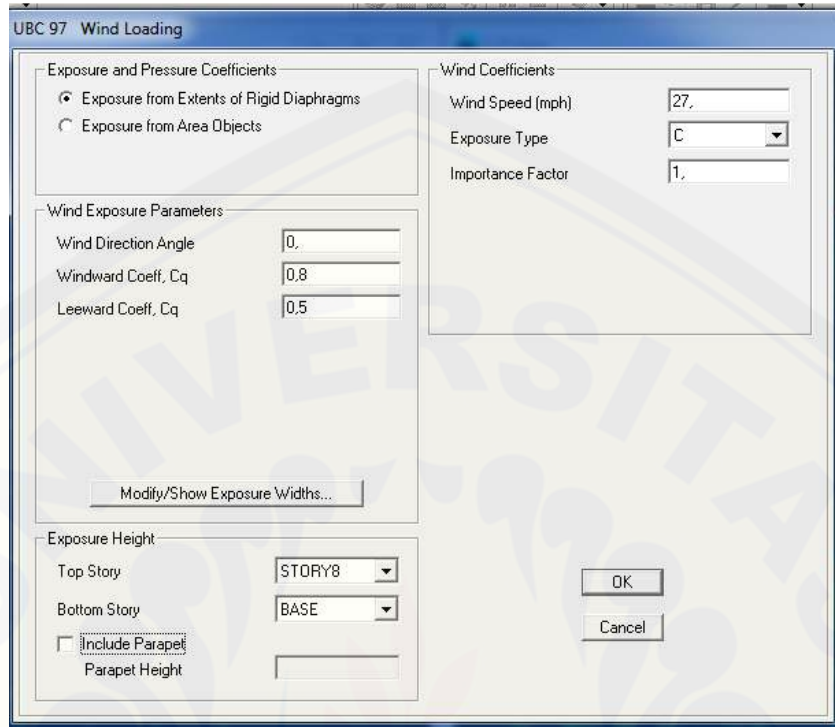 UBC 97 Wind Loading
Exposure and Pressure Coefficients
Exposure from Extents of Rigid Diaphragms
Exposure from Area Objects
Wind Exposure Parameters
Wind Direction Angle 0,
Windward Coeff, Cq 0,8
Leeward Coeff, Cq 0,5
Modify/Show Exposure Widths...
Exposure Height
Top Story STORY8
Bottom Story BASE
Include Parapet
Parapet Height
Wind Coefficients
Wind Speed (mph) 27,
Exposure Type C
Importance Factor 1,
OK
Cancel
UNIVERSITAS